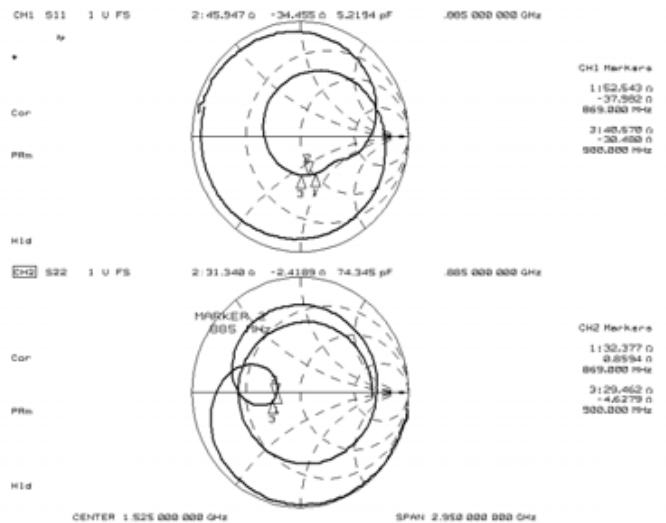 CH1 S11 1 U FS 2:45.947 Ω -34.455 Ω 5.2194 pF .885 000 000 GHz
CH1 Markers
1:52.543 Ω
-37.982 Ω
869.000 MHz
3:40.570 Ω
-30.480 Ω
900.000 MHz
Cor
PRm
Hld
CH2 S22 1 U FS 2:31.340 Ω -2.4189 Ω 74.345 pF .885 000 000 GHz
MARKER 2
885 MHz
CH2 Markers
1:32.377 Ω
0.8594 Ω
869.000 MHz
3:29.462 Ω
-4.6279 Ω
900.000 MHz
Cor
PRm
Hld
CENTER 1.525 000 000 GHz SPAN 2.950 000 000 GHz